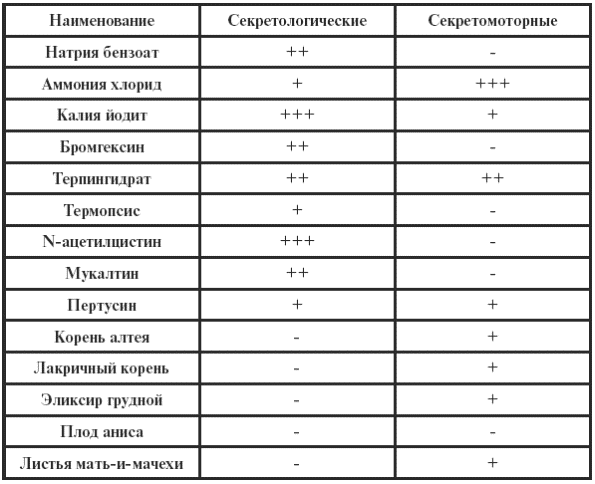 Наименование Секретологические Секретомоторные
Натрия бензоат ++ -
Аммония хлорид + +++
Калия йодит +++ +
Бромгексин ++ -
Терпингидрат ++ ++
Термопсис + -
N-ацетилцистин +++ -
Мукалтин ++ -
Пертусин + +
Корень алтея - +
Лакричный корень - +
Эликсир грудной - +
Плод аниса - -
Листья мать-и-мачехи - +